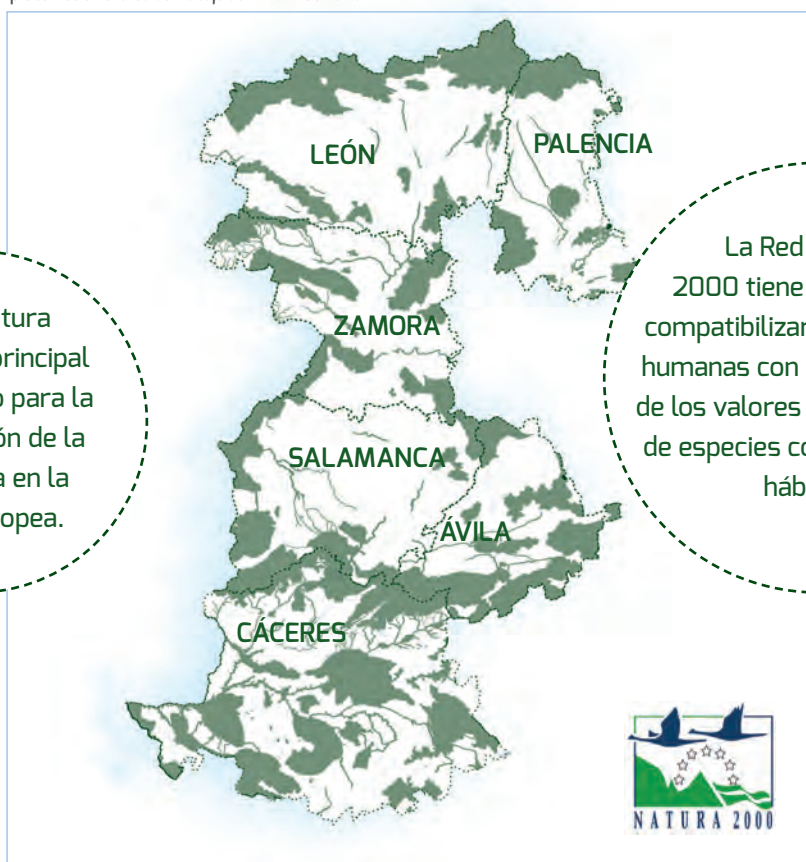 LEÓN
PALENCIA
La Red
2000 tiene
compatibilizar
humanas con
de los valores
de especies co
háb
tura
principal
o para la
ón de la
a en la
opea.
ZAMORA
SALAMANCA
ÁVILA
CÁCERES
NATURA 2000